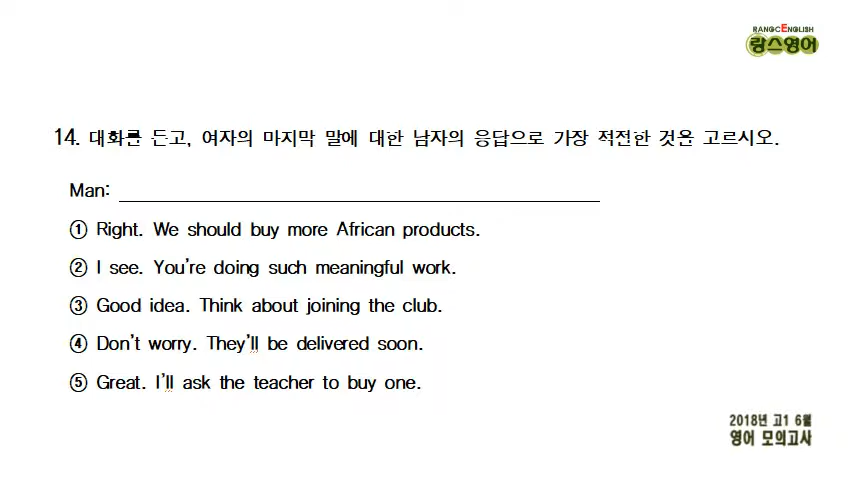 RANGCENGLISH
랑스영어
14. 대화를 듣고, 여자의 마지막 말에 대한 남자의 응답으로 가장 적절한 것을 고르시오.
Man:
① Right. We should buy more African products.
② I see. You're doing such meaningful work.
③ Good idea. Think about joining the club.
④ Don't worry. They'll be delivered soon.
⑤ Great. I'll ask the teacher to buy one.
2018년 고1 6월
영어 모의고사